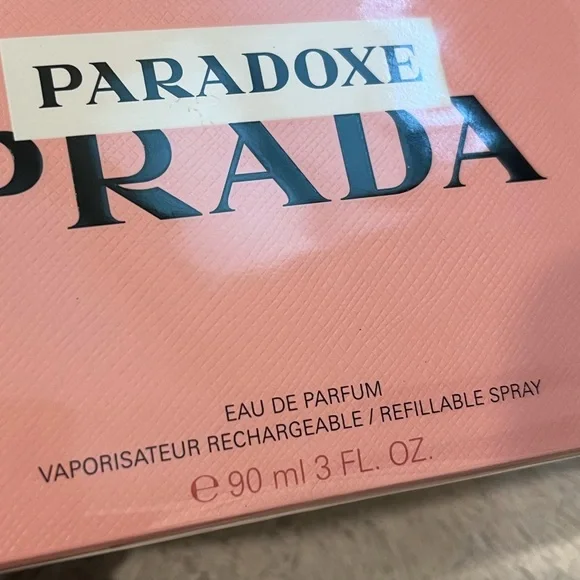 PARADOXE
PRADA
EAU DE PARFUM
VAPORISATEUR RECHARGEABLE / REFILLABLE SPRAY
℮ 90 ml 3 FL. OZ.